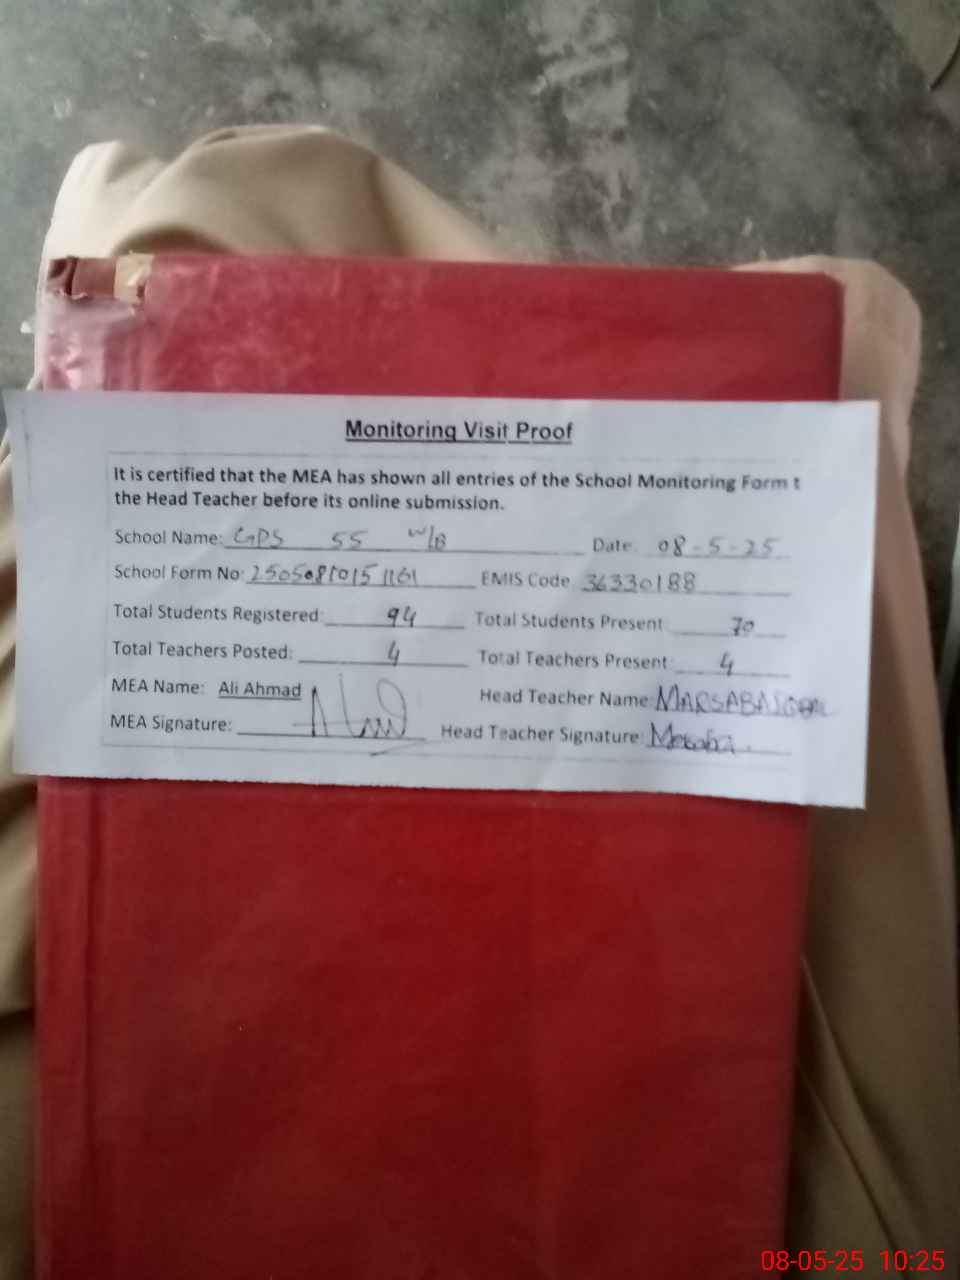 Monitoring Visit Proof
It is certified that the MEA has shown all entries of the School Monitoring Form t
the Head Teacher before its online submission.
School Name: GPS 55 W/B Date: 08-5-25
School Form No: EMIS Code 36330188
Total Students Registered: 94 Total Students Present 70
Total Teachers Posted: 4 Total Teachers Present: 4
MEA Name: Ali Ahmad Head Teacher Name:
MEA Signature: Head Teacher Signature
08-05-25 10:25